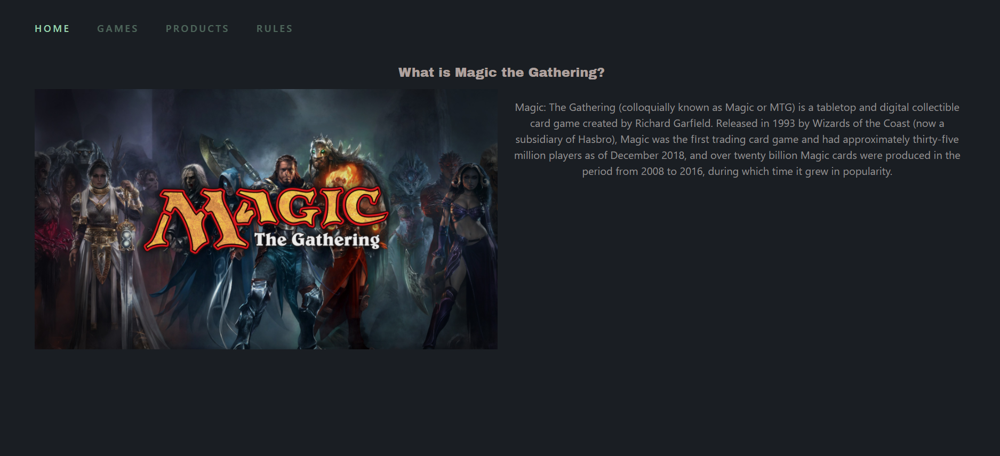 HOME GAMES PRODUCTS RULES
What is Magic the Gathering?
MAGIC
The Gathering
Magic: The Gathering (colloquially known as Magic or MTG) is a tabletop and digital collectible
card game created by Richard Garfield. Released in 1993 by Wizards of the Coast (now a
subsidiary of Hasbro), Magic was the first trading card game and had approximately thirty-five
million players as of December 2018, and over twenty billion Magic cards were produced in the
period from 2008 to 2016, during which time it grew in popularity.